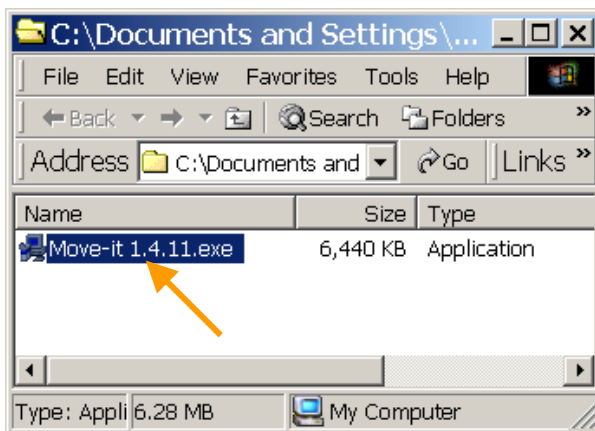 C:\Documents and Settings\...
File Edit View Favorites Tools Help
Back Search Folders »
Address C:\Documents and Go Links »
Name Size Type
Move-it 1.4.11.exe 6,440 KB Application
Type: Appli 6.28 MB My Computer